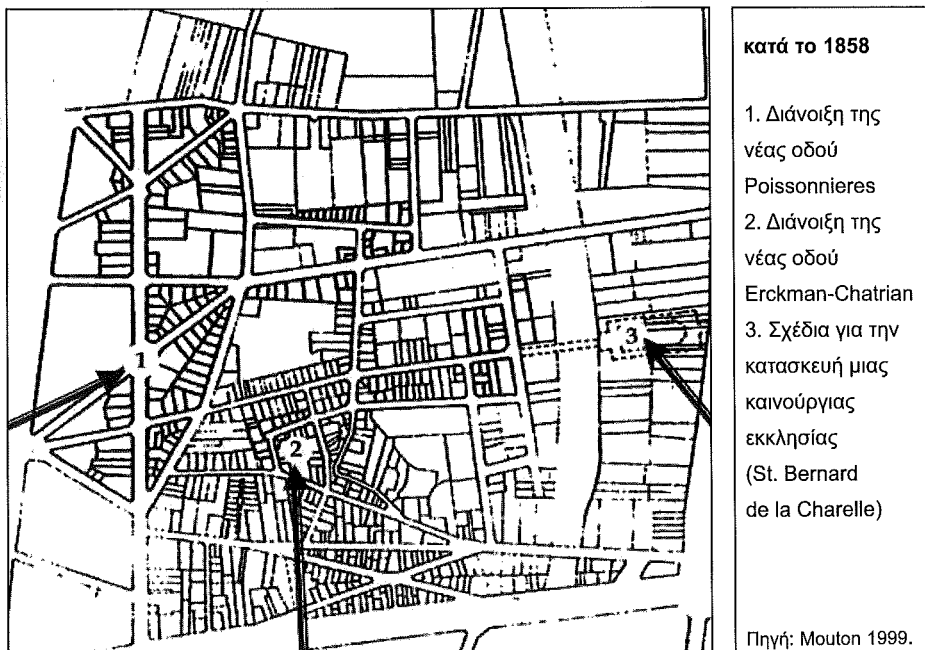 1
2
3
κατά το 1858
1. Διάνοιξη της
νέας οδού
Poissonnieres
2. Διάνοιξη της
νέας οδού
Erckman-Chatrian
3. Σχέδια για την
κατασκευή μιας
καινούργιας
εκκλησίας
(St. Bernard
de la Charelle)
Πηγή: Mouton 1999.